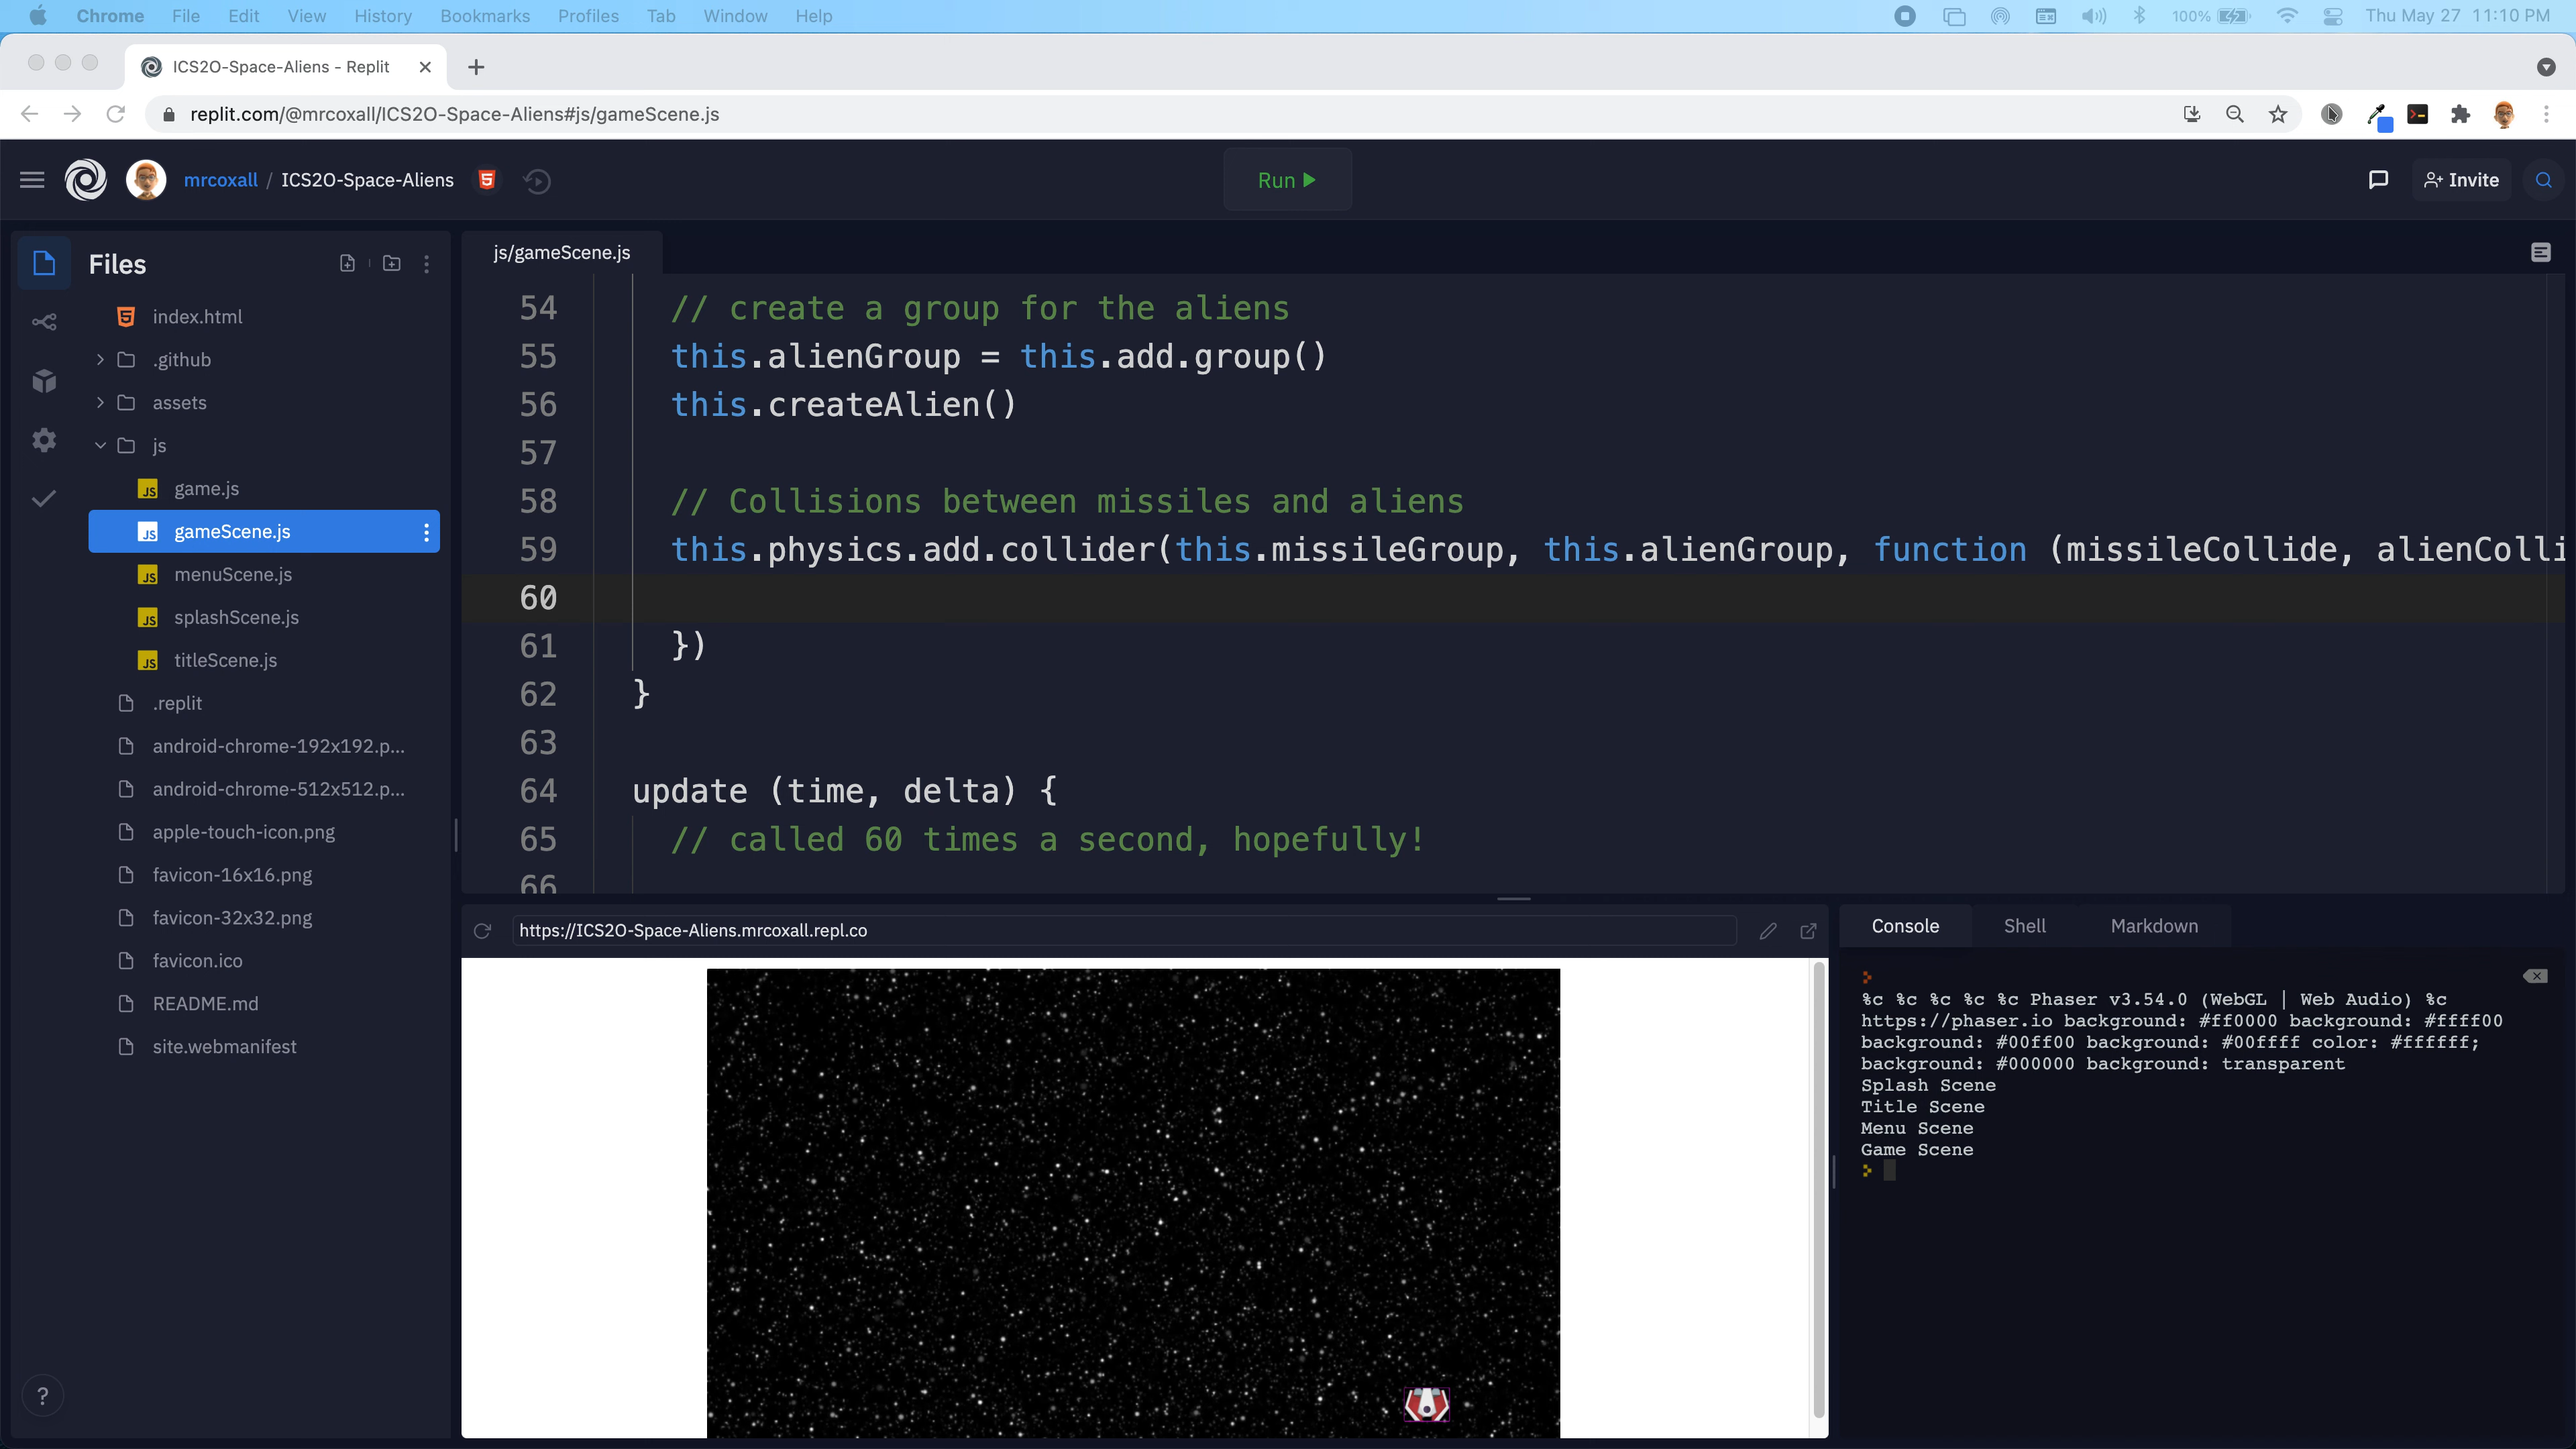 Chrome File Edit View History Bookmarks Profiles Tab Window Help 100% Thu May 27 11:10 PM
ICS2O-Space-Aliens - Replit
replit.com/@mrcoxall/ICS2O-Space-Aliens#js/gameScene.js
mrcoxall / ICS2O-Space-Aliens
Run
Invite
Files
index.html
.github
assets
js
game.js
gameScene.js
menuScene.js
splashScene.js
titleScene.js
.replit
android-chrome-192x192.p...
android-chrome-512x512.p...
apple-touch-icon.png
favicon-16x16.png
favicon-32x32.png
favicon.ico
README.md
site.webmanifest
?
js/gameScene.js
54 // create a group for the aliens
55 this.alienGroup = this.add.group()
56 this.createAlien()
57
58 // Collisions between missiles and aliens
59 this.physics.add.collider(this.missileGroup, this.alienGroup, function (missileCollide, alienColli
60
61 })
62 }
63
64 update (time, delta) {
65 // called 60 times a second, hopefully!
66
https://ICS2O-Space-Aliens.mrcoxall.repl.co
Console Shell Markdown
%c %c %c %c %c Phaser v3.54.0 (WebGL | Web Audio) %c
https://phaser.io background: #ff0000 background: #ffff00
background: #00ff00 background: #00ffff color: #ffffff;
background: #000000 background: transparent
Splash Scene
Title Scene
Menu Scene
Game Scene